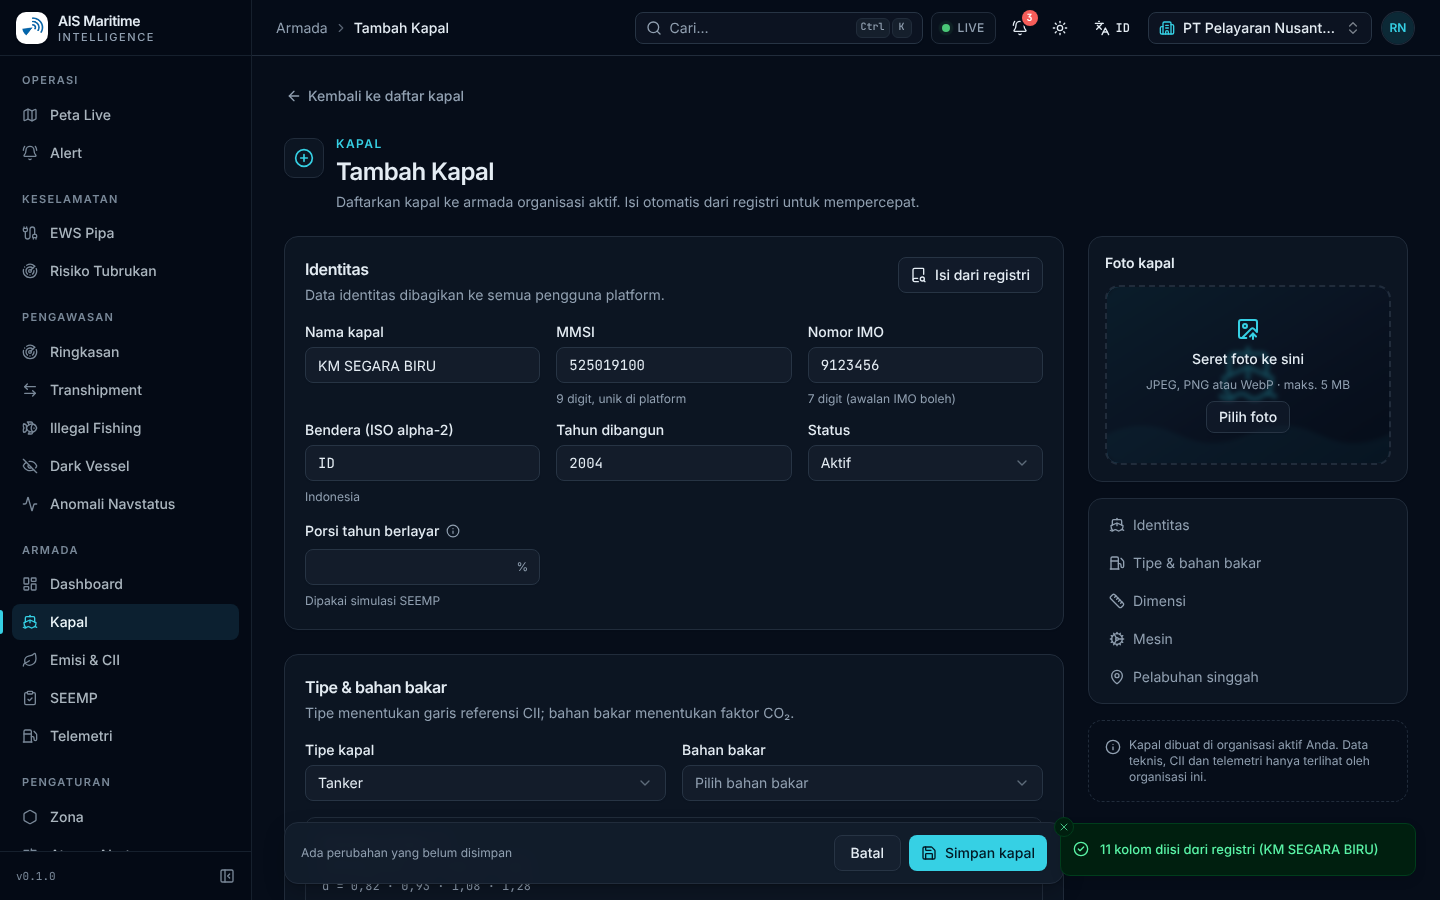 AIS Maritime
INTELLIGENCE
Armada > Tambah Kapal
Cari...
Ctrl K
LIVE
3
ID
PT Pelayaran Nusant...
RN
OPERASI
Peta Live
Alert
KESELAMATAN
EWS Pipa
Risiko Tubrukan
PENGAWASAN
Ringkasan
Transhipment
Illegal Fishing
Dark Vessel
Anomali Navstatus
ARMADA
Dashboard
Kapal
Emisi & CII
SEEMP
Telemetri
PENGATURAN
Zona
v0.1.0
Kembali ke daftar kapal
KAPAL
Tambah Kapal
Daftarkan kapal ke armada organisasi aktif. Isi otomatis dari registri untuk mempercepat.
Identitas
Data identitas dibagikan ke semua pengguna platform.
Isi dari registri
Nama kapal
KM SEGARA BIRU
MMSI
525019100
9 digit, unik di platform
Nomor IMO
9123456
7 digit (awalan IMO boleh)
Bendera (ISO alpha-2)
ID
Indonesia
Tahun dibangun
2004
Status
Aktif
Porsi tahun berlayar
%
Dipakai simulasi SEEMP
Tipe & bahan bakar
Tipe menentukan garis referensi CII; bahan bakar menentukan faktor CO₂.
Tipe kapal
Tanker
Bahan bakar
Pilih bahan bakar
Ada perubahan yang belum disimpan
Batal
Simpan kapal
d = 0,82 · 0,93 · 1,08 · 1,28
Foto kapal
Seret foto ke sini
JPEG, PNG atau WebP · maks. 5 MB
Pilih foto
Identitas
Tipe & bahan bakar
Dimensi
Mesin
Pelabuhan singgah
Kapal dibuat di organisasi aktif Anda. Data
teknis, CII dan telemetri hanya terlihat oleh
organisasi ini.
11 kolom diisi dari registri (KM SEGARA BIRU)